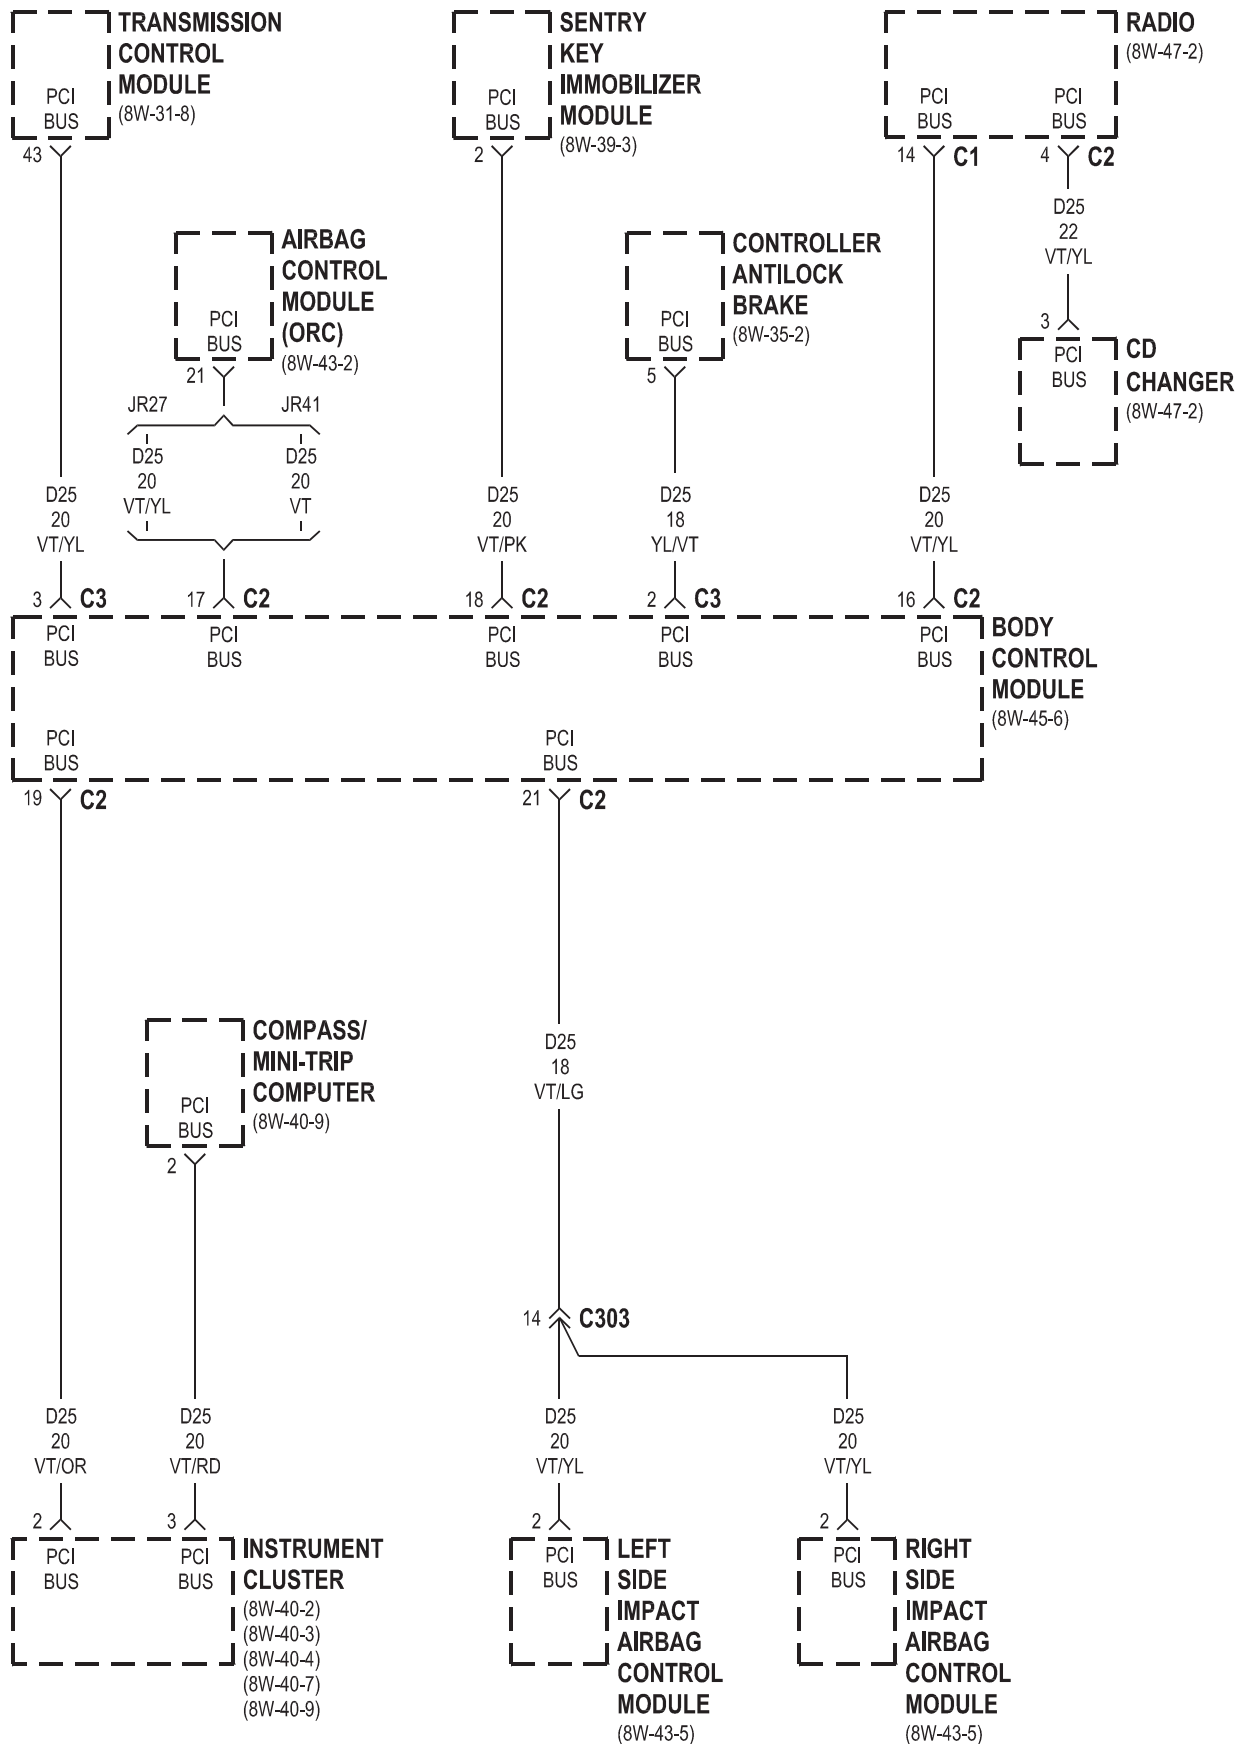 TRANSMISSION
CONTROL
MODULE
(8W-31-8)
PCI
BUS
43
SENTRY
KEY
IMMOBILIZER
MODULE
(8W-39-3)
PCI
BUS
2
RADIO
(8W-47-2)
PCI
BUS
14
C1
PCI
BUS
4
C2
D25
22
VT/YL
3
PCI
BUS
CD
CHANGER
(8W-47-2)
AIRBAG
CONTROL
MODULE
(ORC)
(8W-43-2)
PCI
BUS
21
JR27
JR41
D25
20
VT/YL
D25
20
VT
CONTROLLER
ANTILOCK
BRAKE
(8W-35-2)
PCI
BUS
5
D25
20
VT/YL
D25
20
VT/PK
D25
18
YL/VT
D25
20
VT/YL
3
C3
17
C2
18
C2
2
C3
16
C2
PCI
BUS
PCI
BUS
PCI
BUS
PCI
BUS
PCI
BUS
BODY
CONTROL
MODULE
(8W-45-6)
PCI
BUS
PCI
BUS
19
C2
21
C2
COMPASS/
MINI-TRIP
COMPUTER
(8W-40-9)
PCI
BUS
2
D25
18
VT/LG
14
C303
D25
20
VT/OR
D25
20
VT/RD
D25
20
VT/YL
D25
20
VT/YL
2
3
2
2
PCI
BUS
PCI
BUS
INSTRUMENT
CLUSTER
(8W-40-2)
(8W-40-3)
(8W-40-4)
(8W-40-7)
(8W-40-9)
PCI
BUS
LEFT
SIDE
IMPACT
AIRBAG
CONTROL
MODULE
(8W-43-5)
PCI
BUS
RIGHT
SIDE
IMPACT
AIRBAG
CONTROL
MODULE
(8W-43-5)